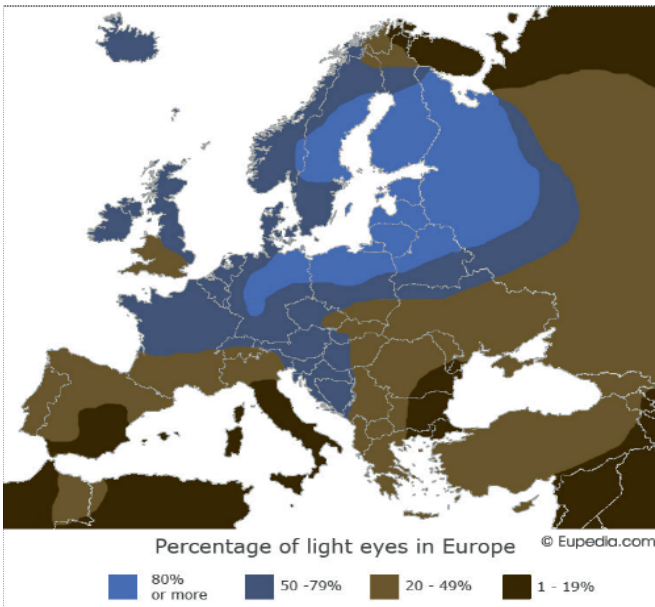 Percentage of light eyes in Europe
© Eupedia.com
80%
or more
50 -79%
20 - 49%
1 - 19%